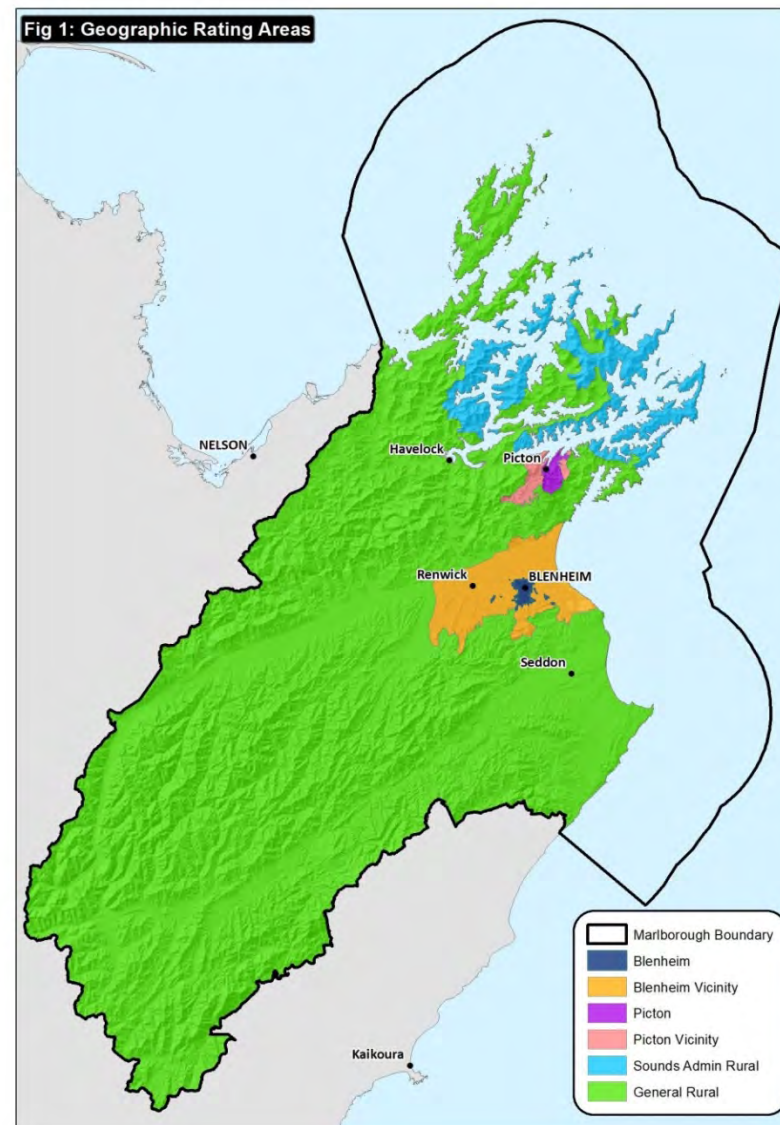 Fig 1: Geographic Rating Areas
NELSON
Havelock
Picton
Renwick
BLENHEIM
Seddon
Kaikoura
Marlborough Boundary
Blenheim
Blenheim Vicinity
Picton
Picton Vicinity
Sounds Admin Rural
General Rural